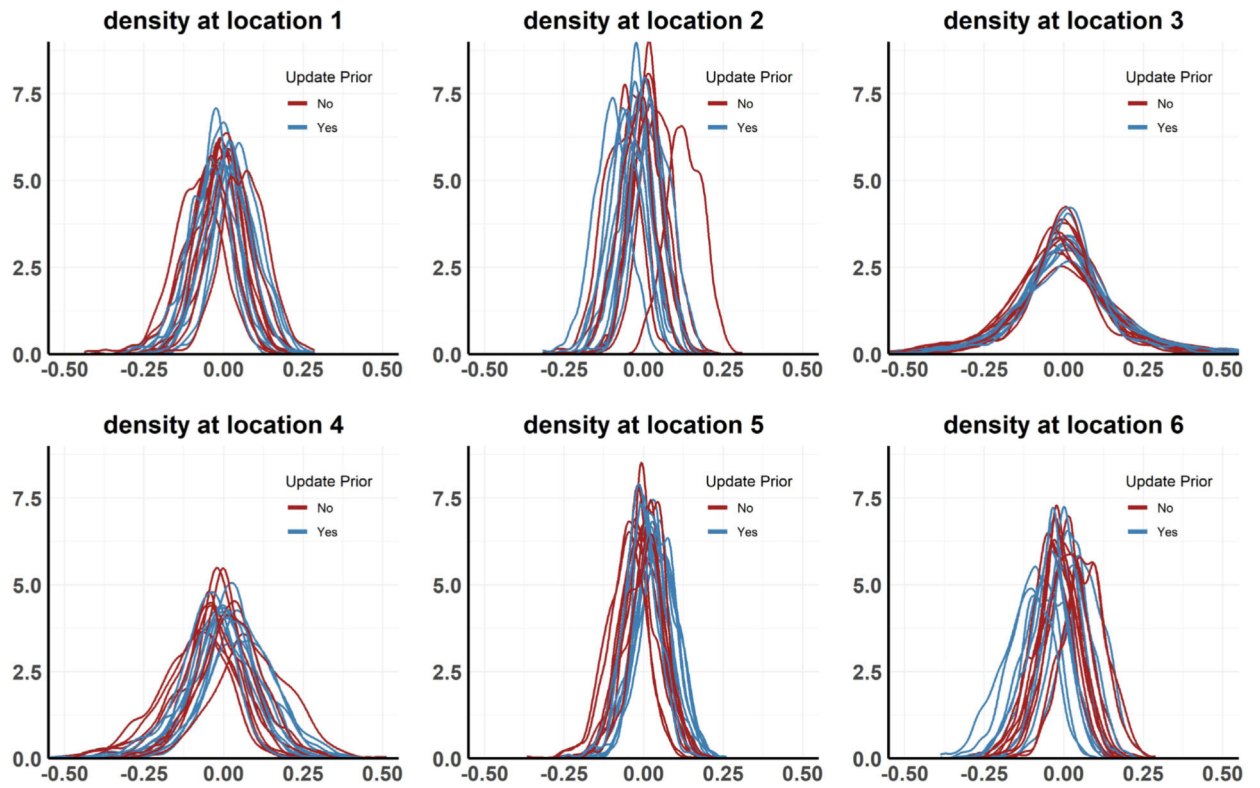 density at location 1
Update Prior
No
Yes
7.5
5.0
2.5
0.0
-0.50 -0.25 0.00 0.25 0.50
density at location 2
Update Prior
No
Yes
7.5
5.0
2.5
0.0
-0.50 -0.25 0.00 0.25 0.50
density at location 3
Update Prior
No
Yes
7.5
5.0
2.5
0.0
-0.50 -0.25 0.00 0.25 0.50
density at location 4
Update Prior
No
Yes
7.5
5.0
2.5
0.0
-0.50 -0.25 0.00 0.25 0.50
density at location 5
Update Prior
No
Yes
7.5
5.0
2.5
0.0
-0.50 -0.25 0.00 0.25 0.50
density at location 6
Update Prior
No
Yes
7.5
5.0
2.5
0.0
-0.50 -0.25 0.00 0.25 0.50